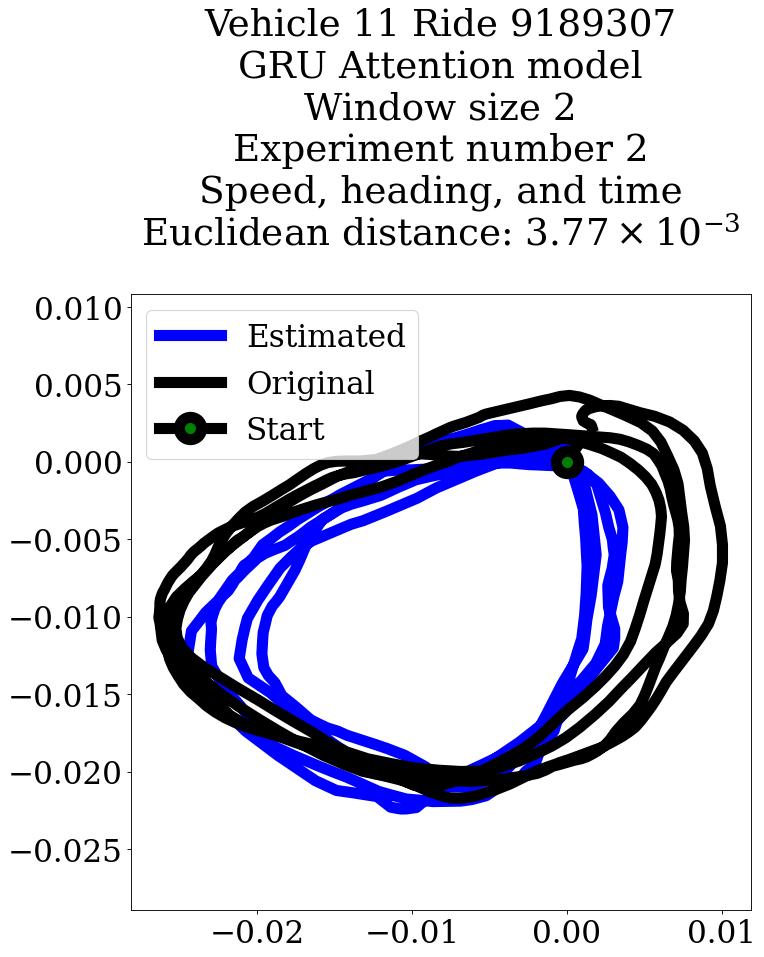 Vehicle 11 Ride 9189307
GRU Attention model
Window size 2
Experiment number 2
Speed, heading, and time
Euclidean distance: 3.77 × 10⁻³
0.010
0.005
0.000
−0.005
−0.010
−0.015
−0.020
−0.025
Estimated
Original
Start
−0.02
−0.01
0.00
0.01